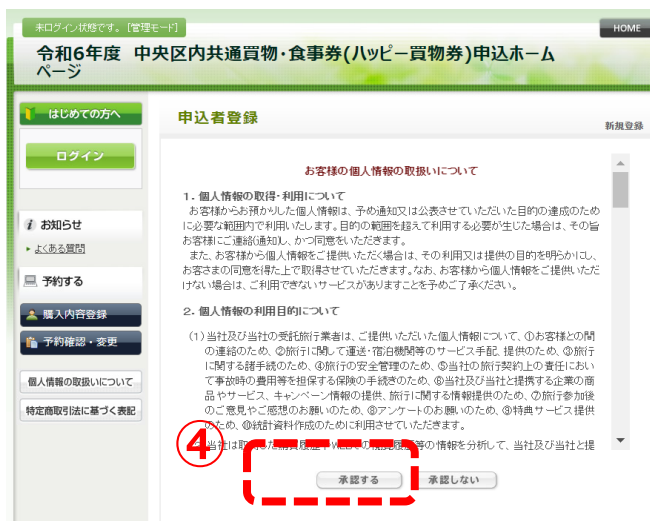 未ログイン状態です。[管理モード]
HOME
令和6年度 中央区内共通買物・食事券(ハッピー買物券)申込ホーム
ページ
はじめての方へ
ログイン
お知らせ
よくある質問
予約する
購入内容登録
予約確認・変更
個人情報の取扱いについて
特定商取引法に基づく表記
申込者登録
新規登録
お客様の個人情報の取扱いについて
1. 個人情報の取得・利用について
お客様からお預かりした個人情報は、予め通知又は公表させていただいた目的の達成のため
に必要な範囲内で利用いたします。目的の範囲を超えて利用する必要が生じた場合は、その旨
お客様にご連絡(通知)し、かつ同意をいただきます。
また、お客様から個人情報をご提供いただく場合は、その利用又は提供の目的を明らかにし、
お客さまの同意を得た上で取得させていただきます。なお、お客様から個人情報をご提供いただ
けない場合は、ご利用できないサービスがありますことを予めご了承ください。
2. 個人情報の利用目的について
(1)当社及び当社の受託旅行業者は、ご提供いただいた個人情報について、①お客様との間
の連絡のため、②旅行に関して運送・宿泊機関等のサービス手配、提供のため、③旅行
に関する諸手続のため、④旅行の安全管理のため、⑤当社の旅行契約上の責任におい
て事故時の費用等を担保する保険の手続きのため、⑥当社及び当社と提携する企業の商
品やサービス、キャンペーン情報の提供、旅行に関する情報提供のため、⑦旅行参加後
のご意見やご感想のお願いのため、⑧アンケートのお願いのため、⑨特典サービス提供
のため、⑩統計資料作成のために利用させていただきます。
当社は取 の 等の情報を分析して、当社及び当社と提
④
承認する
承認しない